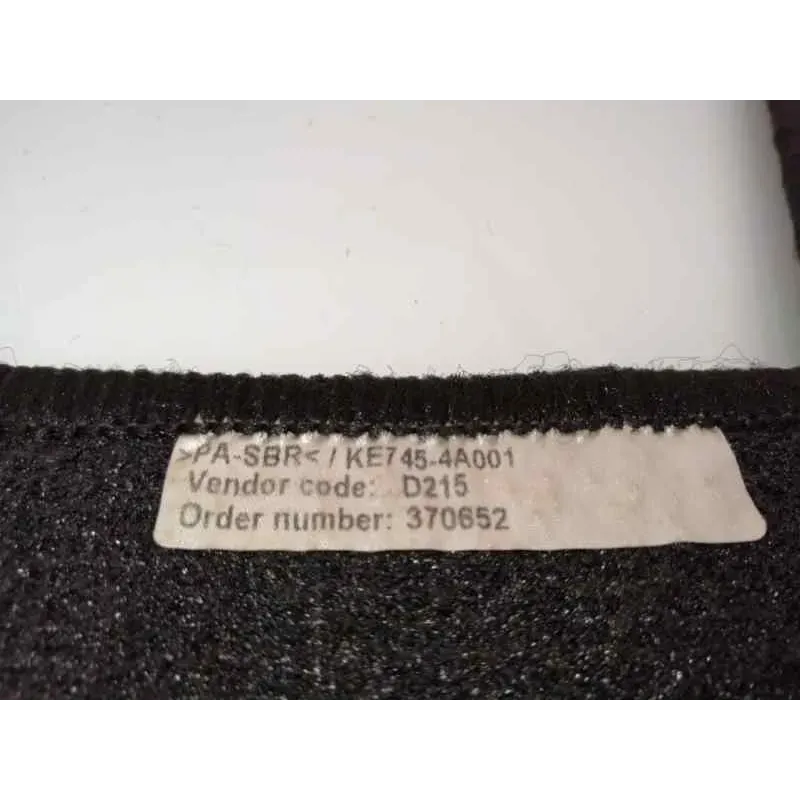 >PA-SBR< / KE745-4A001
Vendor code: D215
Order number: 370652